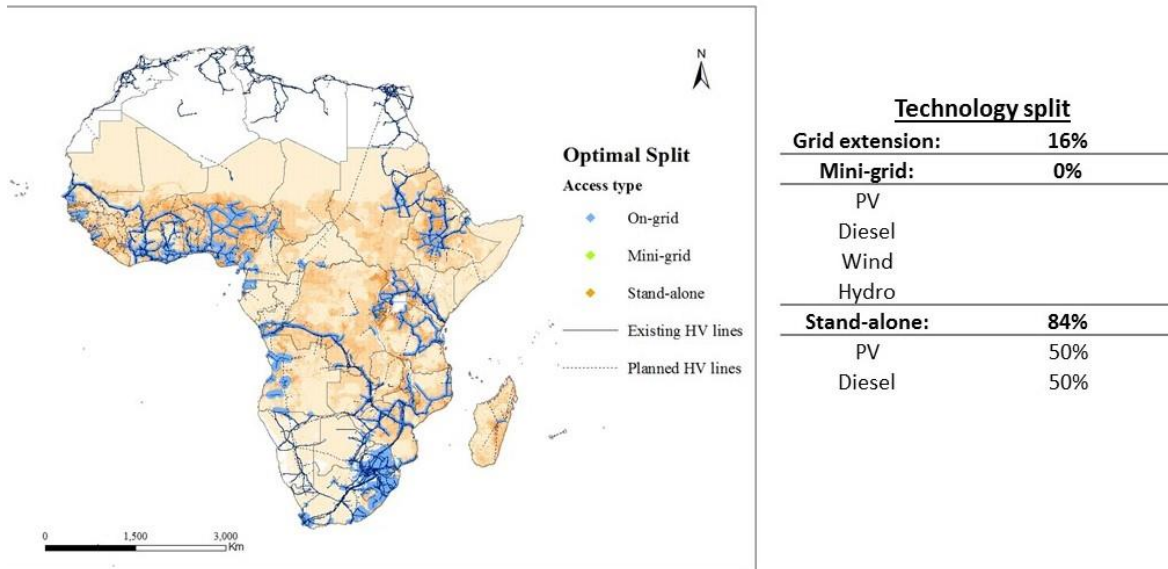 N
Optimal Split
Access type
On-grid
Mini-grid
Stand-alone
Existing HV lines
Planned HV lines
0 1,500 3,000
Km
Technology split
Grid extension: 16%
Mini-grid: 0%
PV
Diesel
Wind
Hydro
Stand-alone: 84%
PV 50%
Diesel 50%